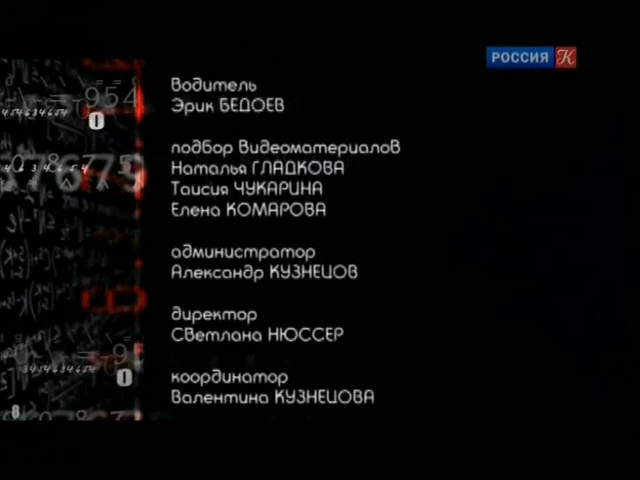 РОССИЯ К
водитель
Эрик БЕДОЕВ
подбор видеоматериалов
Наталья ГЛАДКОВА
Таисия ЧУКАРИНА
Елена КОМАРОВА
администратор
Александр КУЗНЕЦОВ
директор
Светлана НЮССЕР
координатор
Валентина КУЗНЕЦОВА